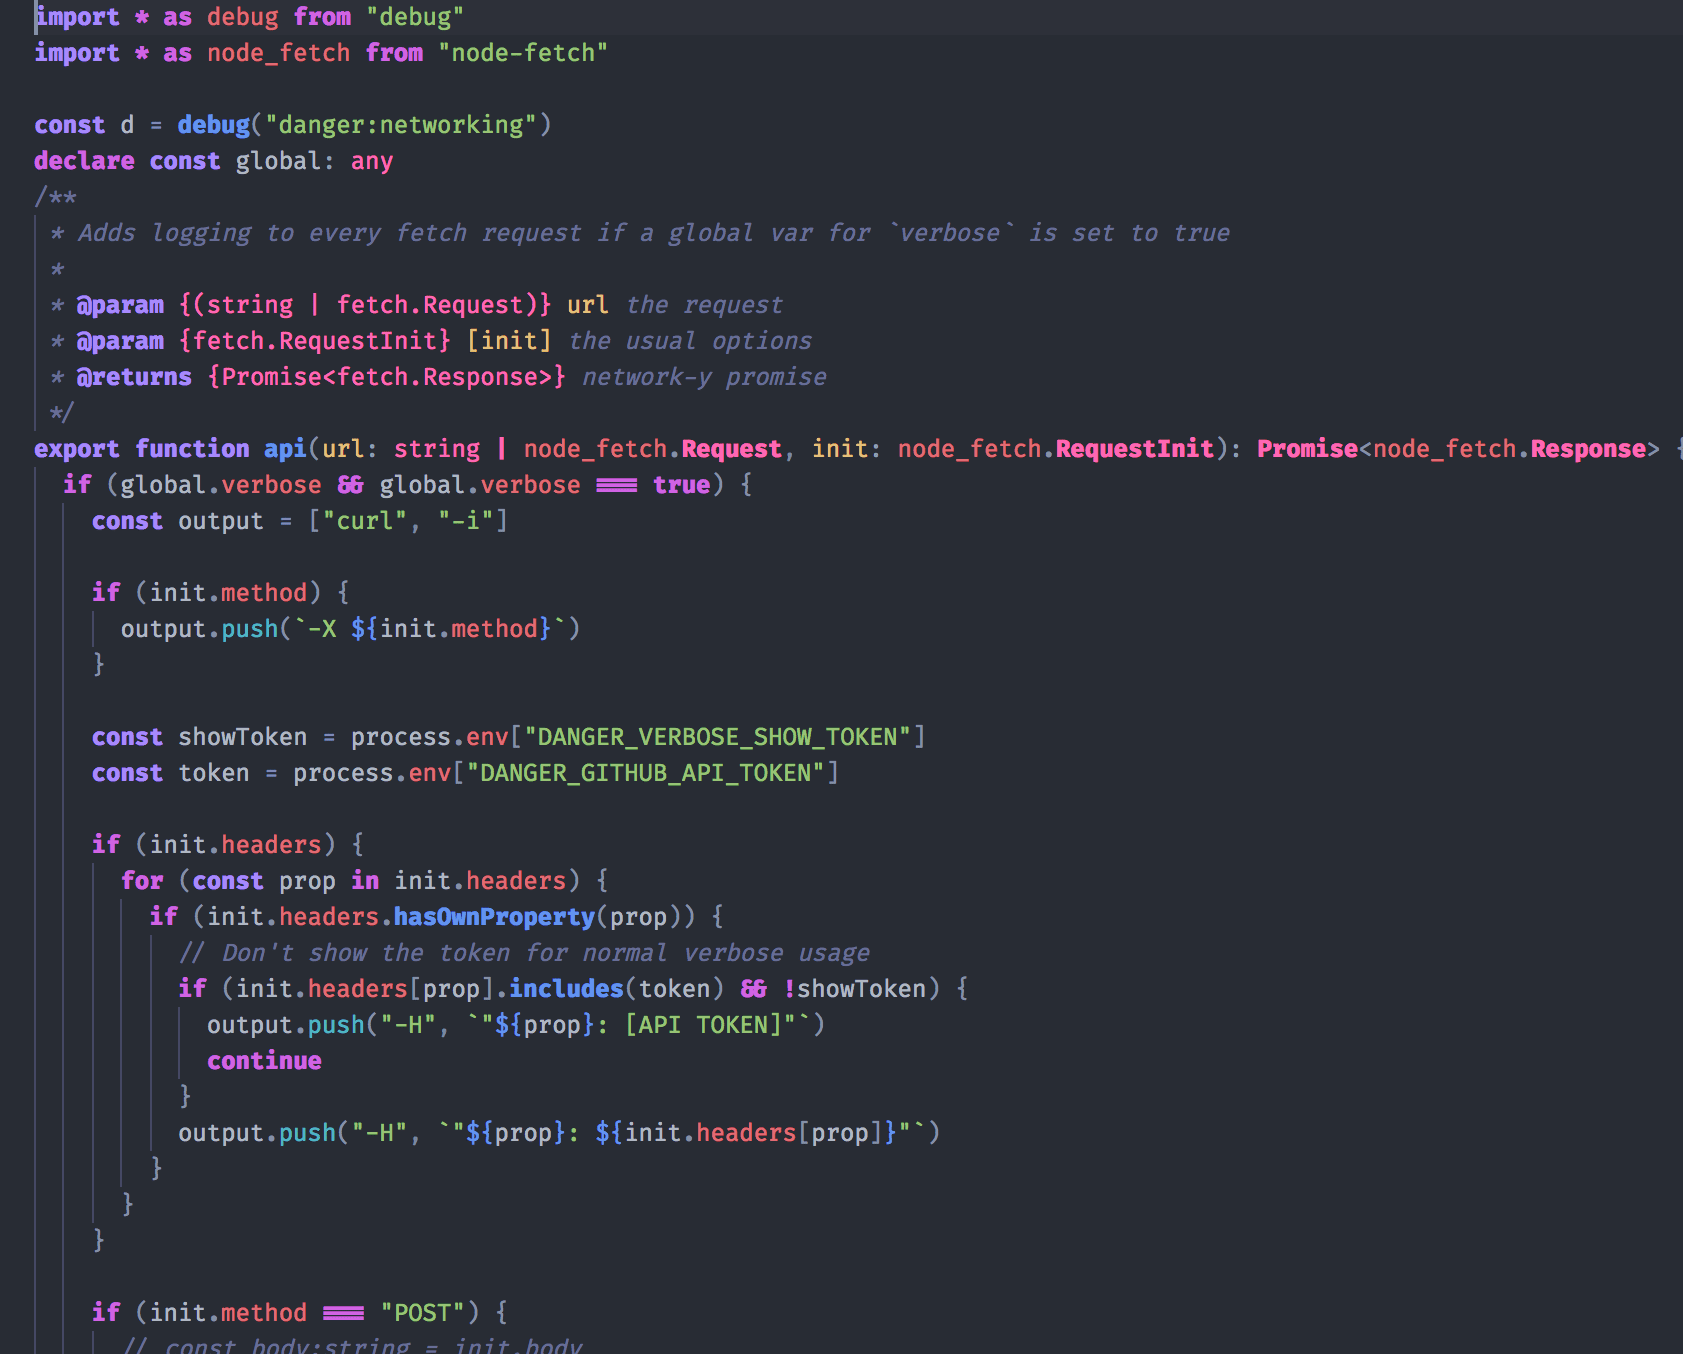 import * as debug from "debug"
import * as node_fetch from "node-fetch"

const d = debug("danger:networking")
declare const global: any
/**
 * Adds logging to every fetch request if a global var for `verbose` is set to true
 *
 * @param {(string | fetch.Request)} url the request
 * @param {fetch.RequestInit} [init] the usual options
 * @returns {Promise<fetch.Response>} network-y promise
 */
export function api(url: string | node_fetch.Request, init: node_fetch.RequestInit): Promise<node_fetch.Response> {
  if (global.verbose && global.verbose === true) {
    const output = ["curl", "-i"]

    if (init.method) {
      output.push(`-X ${init.method}`)
    }

    const showToken = process.env["DANGER_VERBOSE_SHOW_TOKEN"]
    const token = process.env["DANGER_GITHUB_API_TOKEN"]

    if (init.headers) {
      for (const prop in init.headers) {
        if (init.headers.hasOwnProperty(prop)) {
          // Don't show the token for normal verbose usage
          if (init.headers[prop].includes(token) && !showToken) {
            output.push("-H", `"${prop}: [API TOKEN]"`)
            continue
          }
          output.push("-H", `"${prop}: ${init.headers[prop]}"`)
        }
      }
    }

    if (init.method === "POST") {
      // const body:string = init.body